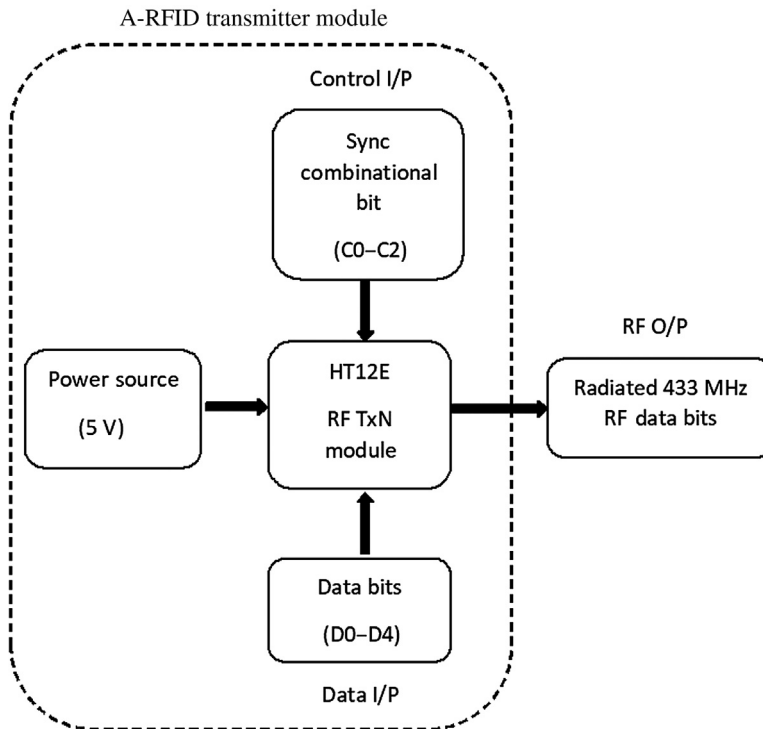 A-RFID transmitter module
Control I/P
Sync
combinational
bit
(C0–C2)
RF O/P
Power source
(5 V)
HT12E
RF TxN
module
Radiated 433 MHz
RF data bits
Data bits
(D0–D4)
Data I/P